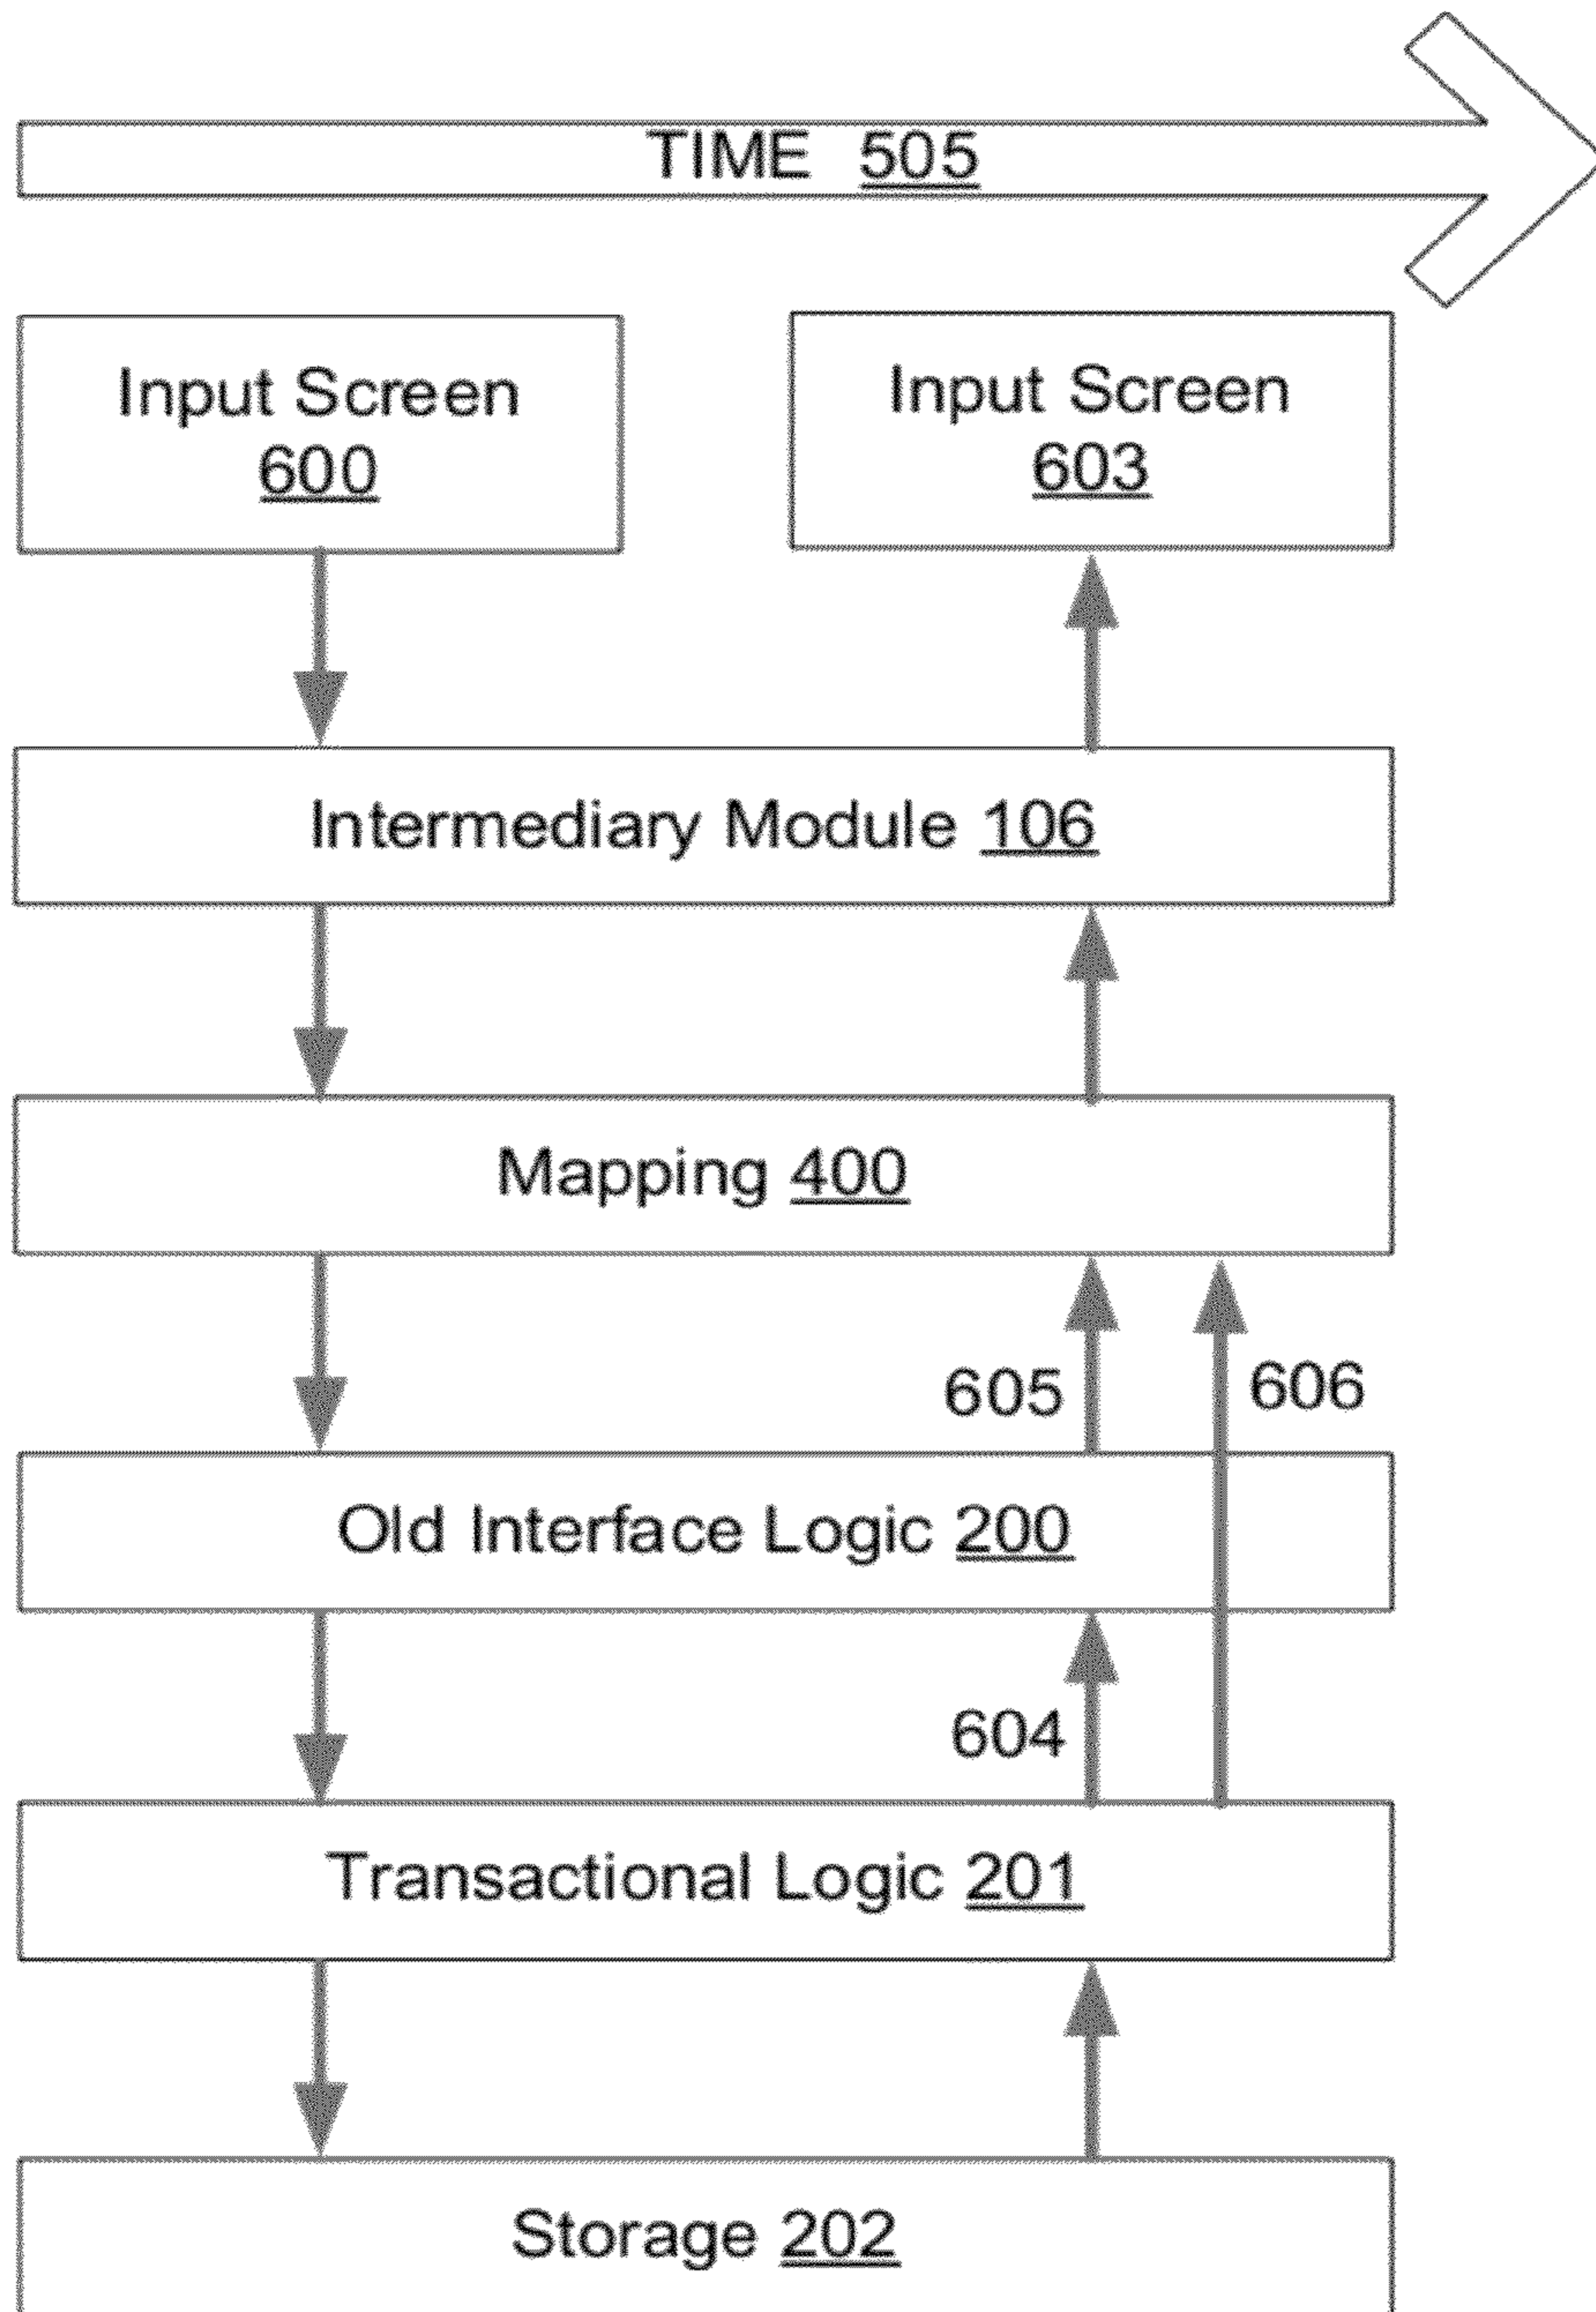 TIME 505
Input Screen
600
Input Screen
603
Intermediary Module 106
Mapping 400
605
606
Old Interface Logic 200
604
Transactional Logic 201
Storage 202